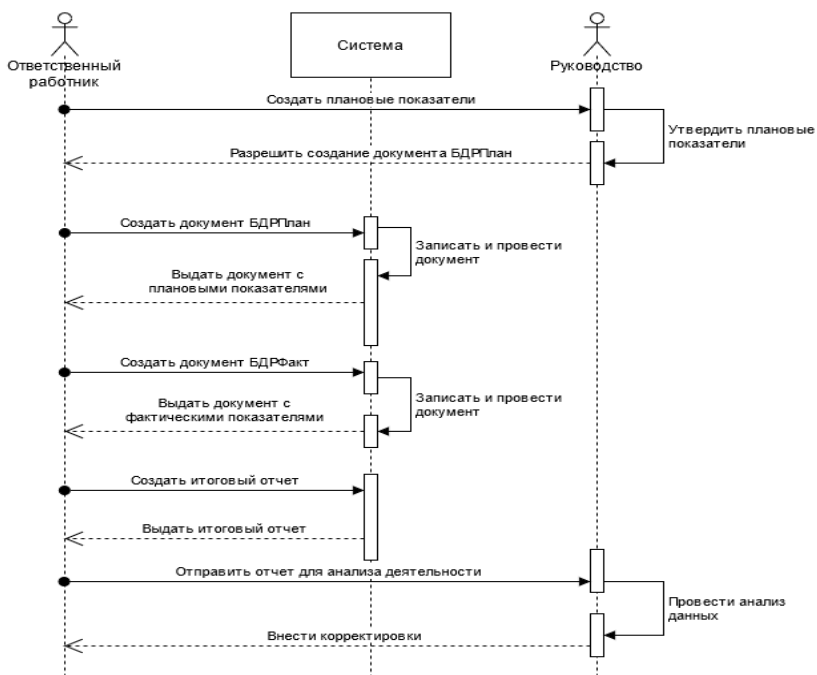 Ответственный
работник
Система
Руководство
Создать плановые показатели
Утвердить плановые
показатели
Разрешить создание документа БДРПлан
Создать документ БДРПлан
Записать и провести
документ
Выдать документ с
плановыми показателями
Создать документ БДРФакт
Записать и провести
документ
Выдать документ с
фактическими показателями
Создать итоговый отчет
Выдать итоговый отчет
Отправить отчет для анализа деятельности
Провести анализ
данных
Внести корректировки